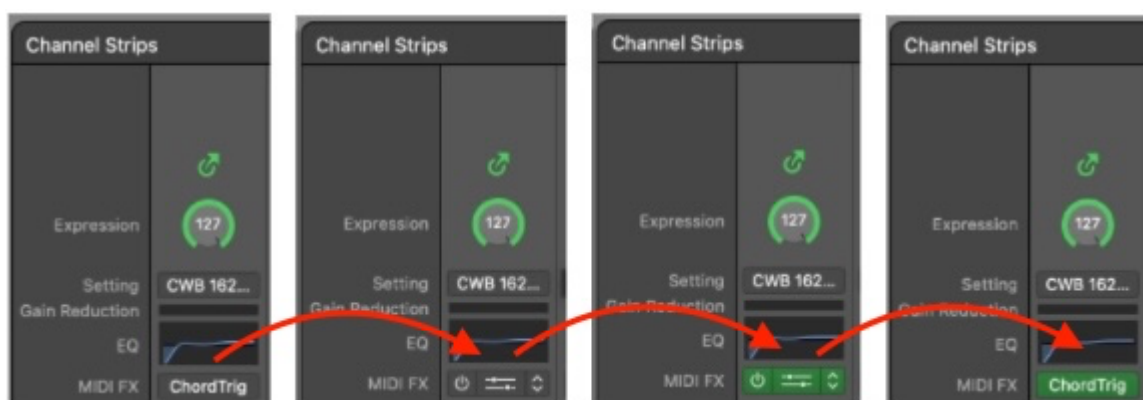 Channel Strips
Expression
127
Setting
CWB 162...
Gain Reduction
EQ
MIDI FX
ChordTrig
Channel Strips
Expression
127
Setting
CWB 162...
Gain Reduction
EQ
MIDI FX
Channel Strips
Expression
127
Setting
CWB 162...
Gain Reduction
EQ
MIDI FX
Channel Strips
Expression
127
Setting
CWB 162...
Gain Reduction
EQ
MIDI FX
ChordTrig